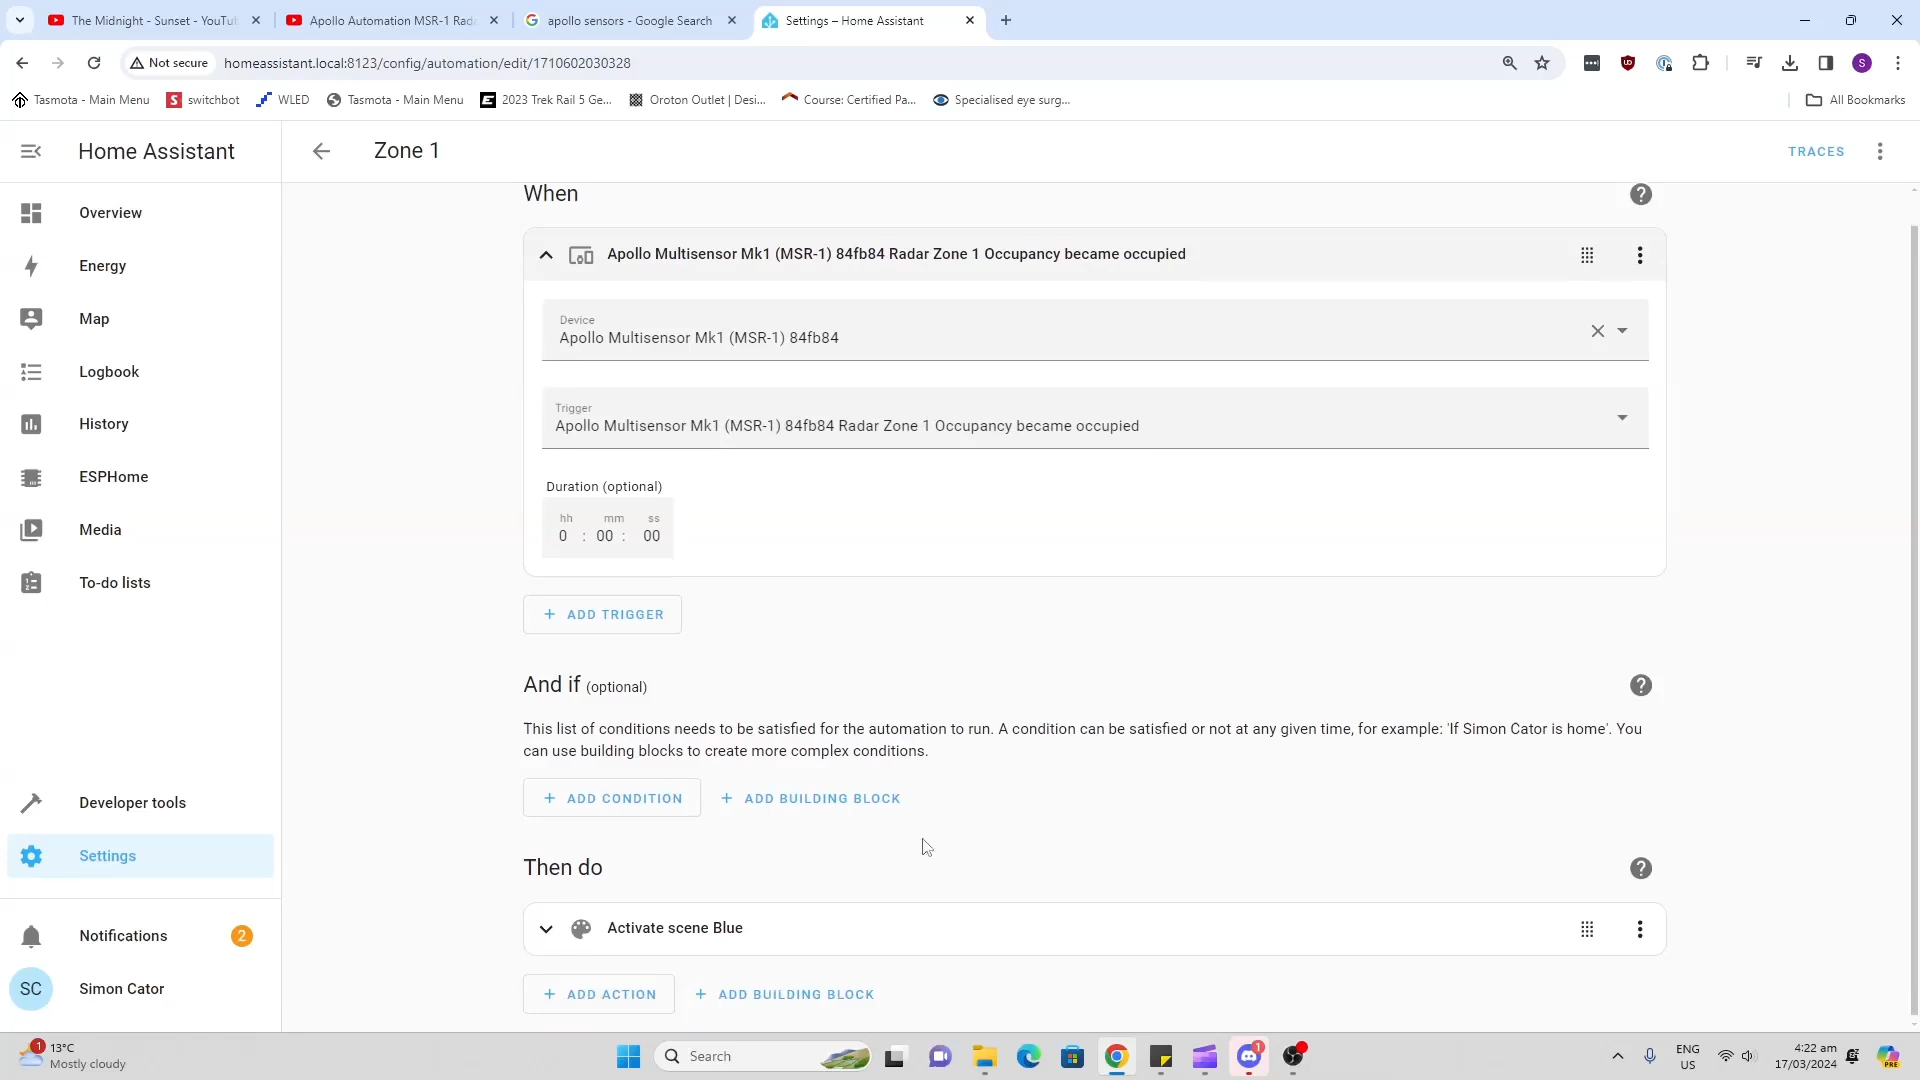 The Midnight - Sunset - YouTu
Apollo Automation MSR-1 Rad
apollo sensors - Google Search
Settings – Home Assistant
Not secure
homeassistant.local:8123/config/automation/edit/1710602030328
S
Tasmota - Main Menu
switchbot
WLED
Tasmota - Main Menu
2023 Trek Rail 5 Ge...
Oroton Outlet | Desi...
Course: Certified Pa...
Specialised eye surg...
All Bookmarks
Home Assistant
Zone 1
TRACES
Overview
Energy
Map
Logbook
History
ESPHome
Media
To-do lists
Developer tools
Settings
Notifications
2
SC
Simon Cator
When
Apollo Multisensor Mk1 (MSR-1) 84fb84 Radar Zone 1 Occupancy became occupied
Device
Apollo Multisensor Mk1 (MSR-1) 84fb84
Trigger
Apollo Multisensor Mk1 (MSR-1) 84fb84 Radar Zone 1 Occupancy became occupied
Duration (optional)
hh mm ss
0 : 00 : 00
+ ADD TRIGGER
And if (optional)
This list of conditions needs to be satisfied for the automation to run. A condition can be satisfied or not at any given time, for example: 'If Simon Cator is home'. You
can use building blocks to create more complex conditions.
+ ADD CONDITION
+ ADD BUILDING BLOCK
Then do
Activate scene Blue
+ ADD ACTION
+ ADD BUILDING BLOCK
1
13°C
Mostly cloudy
Search
1
ENG
US
4:22 am
17/03/2024
PRE